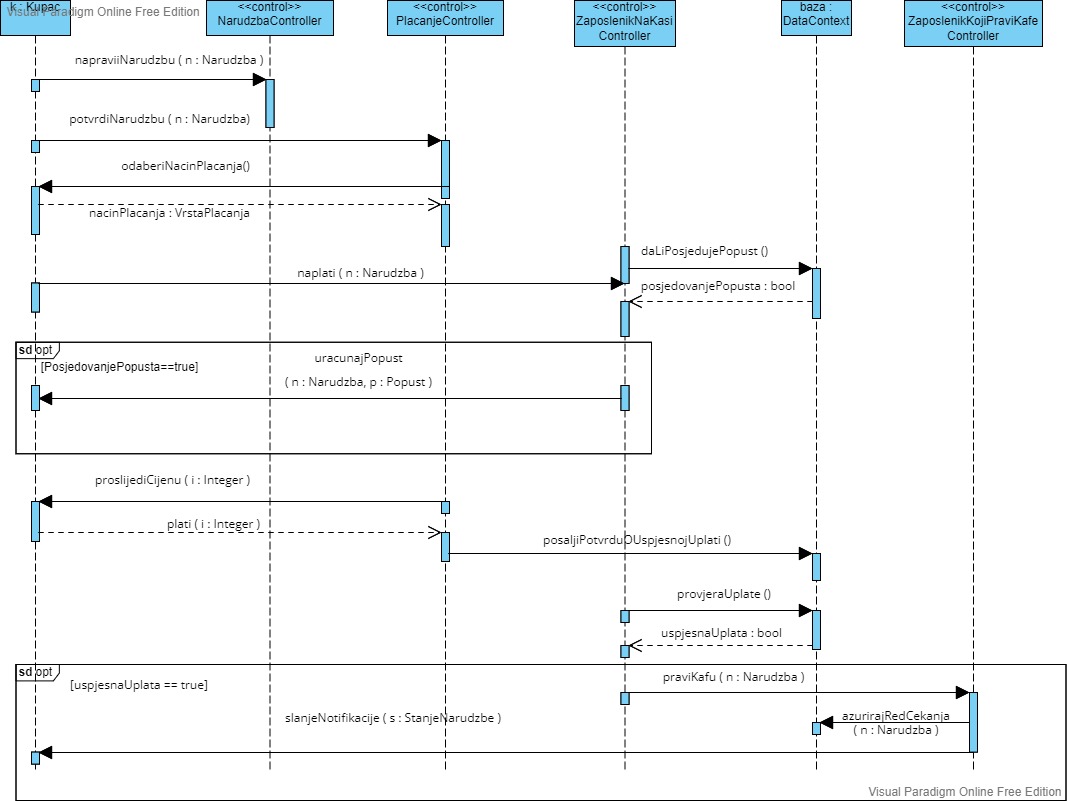 k : Kupac
Visual Paradigm Online Free Edition
<<control>>
NarudzbaController
<<control>>
PlacanjeController
<<control>>
ZaposlenikNaKasi
Controller
baza :
DataContext
<<control>>
ZaposlenikKojiPraviKafe
Controller
napraviiNarudzbu ( n : Narudzba )
potvrdiNarudzbu ( n : Narudzba)
odaberiNacinPlacanja()
nacinPlacanja : VrstaPlacanja
daLiPosjedujePopust ()
naplati ( n : Narudzba )
posjedovanjePopusta : bool
sd opt
[PosjedovanjePopusta==true]
uracunajPopust
( n : Narudzba, p : Popust )
proslijediCijenu ( i : Integer )
plati ( i : Integer )
posaljiPotvrduOUspjesnojUplati ()
provjeraUplate ()
uspjesnaUplata : bool
sd opt
[uspjesnaUplata == true]
praviKafu ( n : Narudzba )
slanjeNotifikacije ( s : StanjeNarudzbe )
azurirajRedCekanja
( n : Narudzba )
Visual Paradigm Online Free Edition